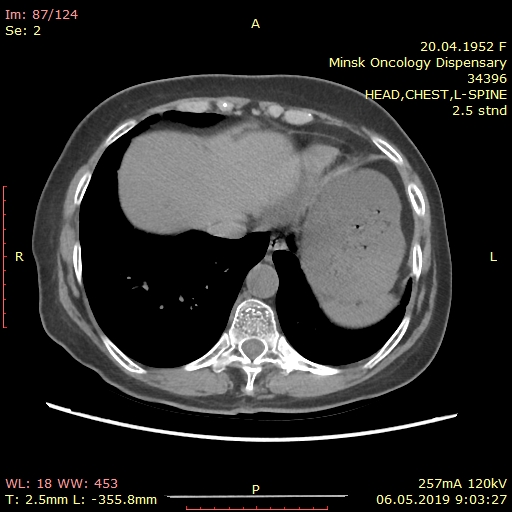 Im: 87/124
Se: 2
A
20.04.1952 F
Minsk Oncology Dispensary
34396
HEAD,CHEST,L-SPINE
2.5 stnd
R
L
WL: 18 WW: 453
T: 2.5mm L: -355.8mm
P
257mA 120kV
06.05.2019 9:03:27